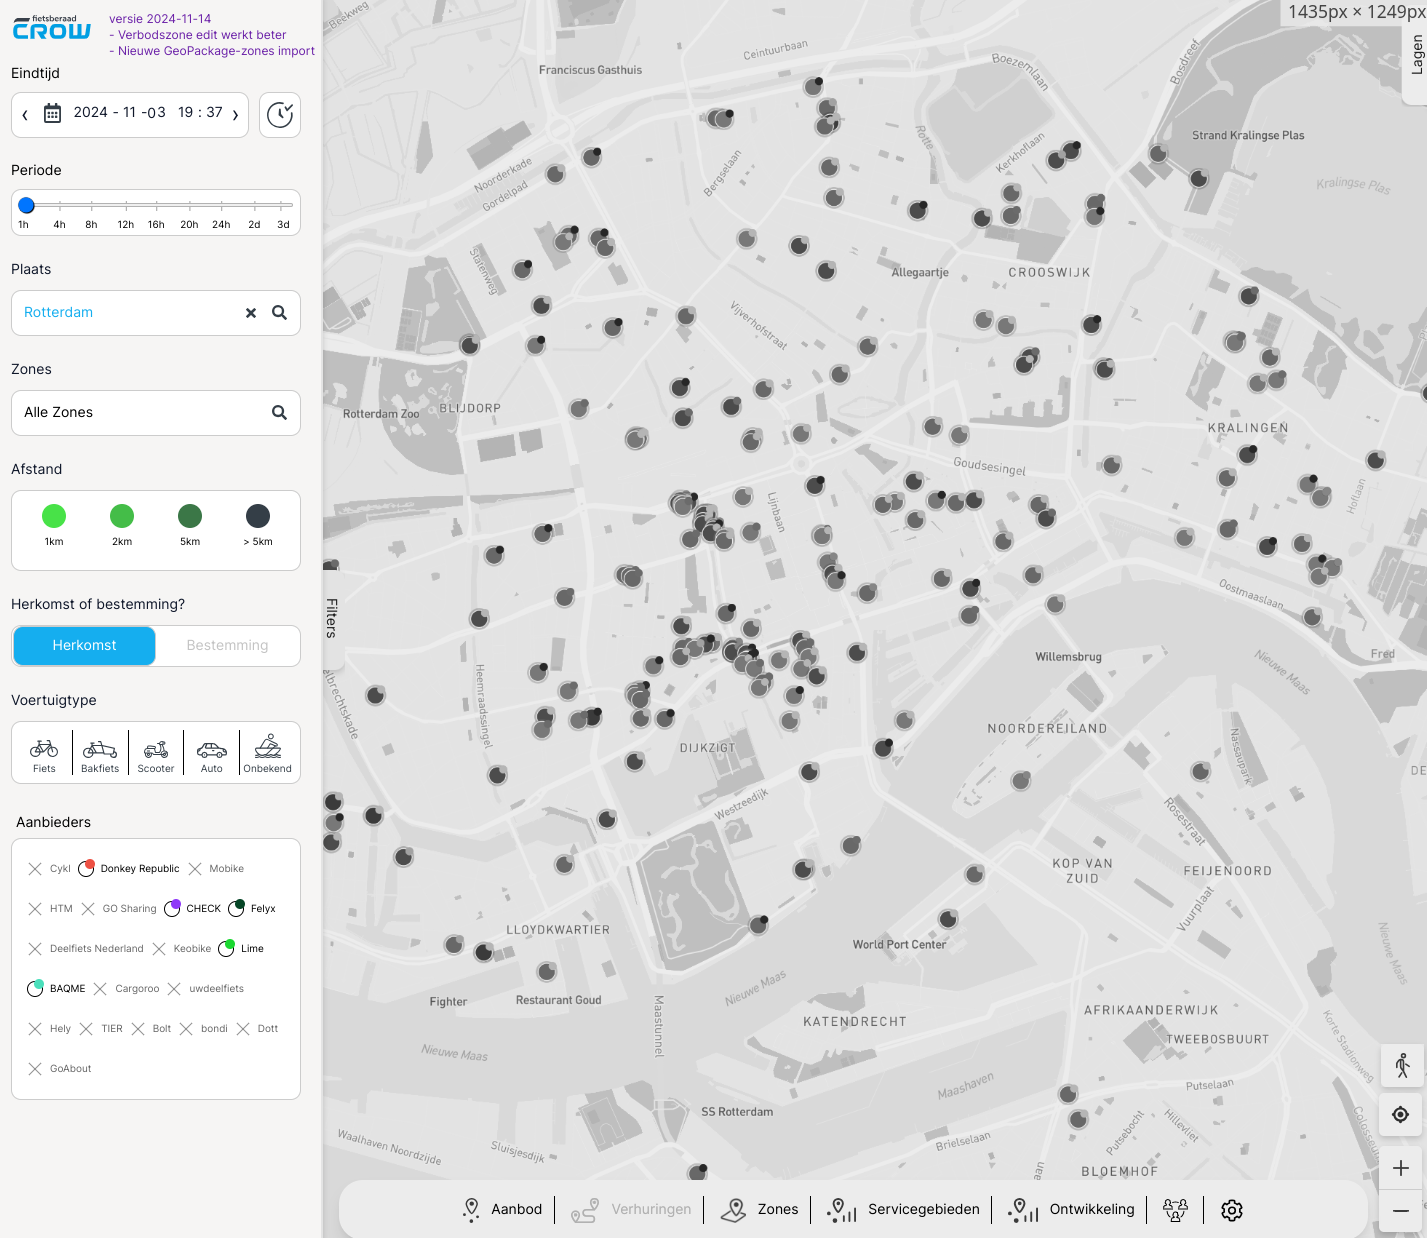 fietsberaad
CROW
versie 2024-11-14
- Verbodszone edit werkt beter
- Nieuwe GeoPackage-zones import
Eindtijd
‹ 2024 - 11 -03 19 : 37 ›
Periode
1h 4h 8h 12h 16h 20h 24h 2d 3d
Plaats
Rotterdam
Zones
Alle Zones
Afstand
1km 2km 5km > 5km
Herkomst of bestemming?
Herkomst Bestemming
Voertuigtype
Fiets Bakfiets Scooter Auto Onbekend
Aanbieders
Cykl Donkey Republic Mobike
HTM GO Sharing CHECK Felyx
Deelfiets Nederland Keobike Lime
BAQME Cargoroo uwdeelfiets
Hely TIER Bolt bondi Dott
GoAbout
1435px × 1249px
Lagen
Filters
Beekweg
Ceintuurbaan
Franciscus Gasthuis
Boezemlaan
Bosdreef
Strand Kralingse Plas
Rotte
Kerkhoflaan
Kralingse Plas
Noorderkade
Gordelpad
Bergselaan
Statenweg
Allegaartje
CROOSWIJK
Vijverhofstraat
Rotterdam Zoo
BLIJDORP
KRALINGEN
Goudsesingel
Lijnbaan
Hoflaan
Oostmaaslaan
Fred
Willemsbrug
Nieuwe Maas
Heemraadssingel
elbrechtskade
NOORDEREILAND
DIJKZIGT
Nassaukade
DE
Westzeedijk
Rosestraat
KOP VAN
ZUID
FEIJENOORD
Vuurplaat
LLOYDKWARTIER
World Port Center
Nieuwe Maas
Fighter
Restaurant Goud
Nieuwe Maas
Maastunnel
KATENDRECHT
AFRIKAANDERWIJK
TWEEBOSBUURT
Korte Stadionweg
Nieuwe Maas
Maashaven
Putselaan
SS Rotterdam
Putsebocht
Hillevliet
Colosseum
Waalhaven Noordzijde
Sluisjesdijk
Brielselaan
aan
BLOEMHOF
Aanbod Verhuringen Zones Servicegebieden Ontwikkeling